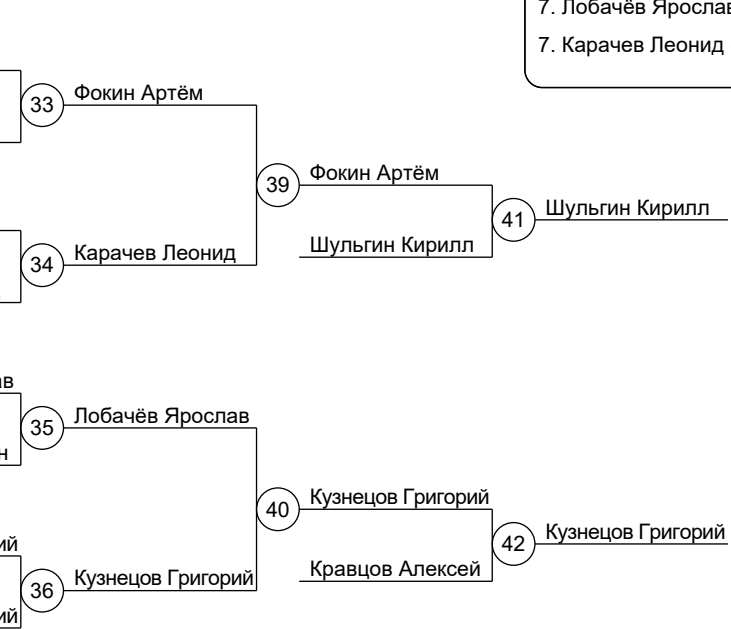 7. Лобачёв Ярослав
7. Карачев Леонид
33 Фокин Артём
39 Фокин Артём
41 Шульгин Кирилл
Шульгин Кирилл
34 Карачев Леонид
35 Лобачёв Ярослав
40 Кузнецов Григорий
42 Кузнецов Григорий
Кравцов Алексей
36 Кузнецов Григорий